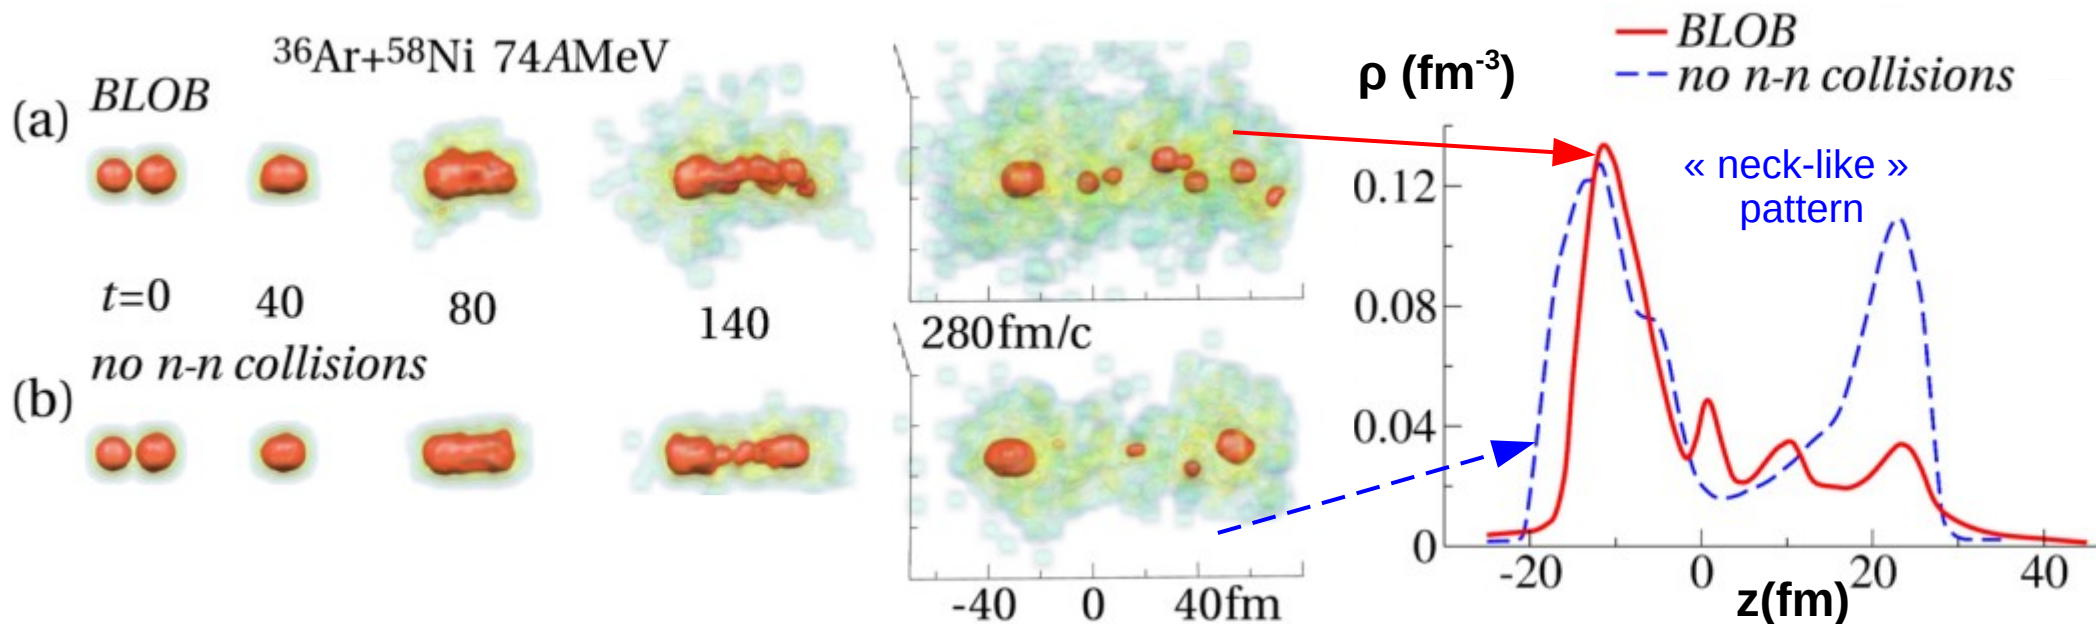 ³⁶Ar+⁵⁸Ni 74AMeV
(a) BLOB
t=0 40 80 140 280fm/c
(b) no n-n collisions
-40 0 40fm
ρ (fm⁻³)
BLOB
no n-n collisions
« neck-like »
pattern
0.12
0.08
0.04
0
-20 0 20 40
z(fm)